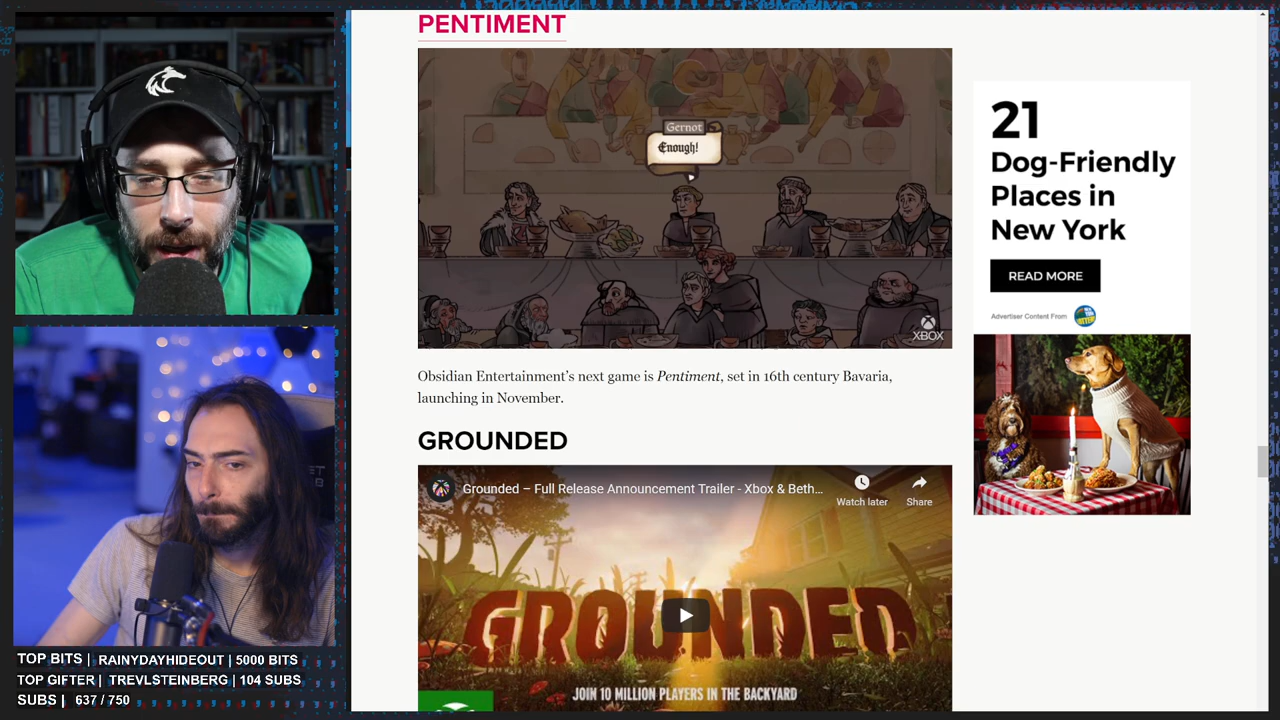 PENTIMENT
Gernot
Enough!
XBOX
Obsidian Entertainment's next game is Pentiment, set in 16th century Bavaria,
launching in November.
GROUNDED
Grounded – Full Release Announcement Trailer - Xbox & Beth...
Watch later
Share
GROUNDED
JOIN 10 MILLION PLAYERS IN THE BACKYARD
21
Dog-Friendly
Places in
New York
READ MORE
Advertiser Content From
TOP BITS | RAINYDAYHIDEOUT | 5000 BITS
TOP GIFTER | TREVLSTEINBERG | 104 SUBS
SUBS | 627 / 750